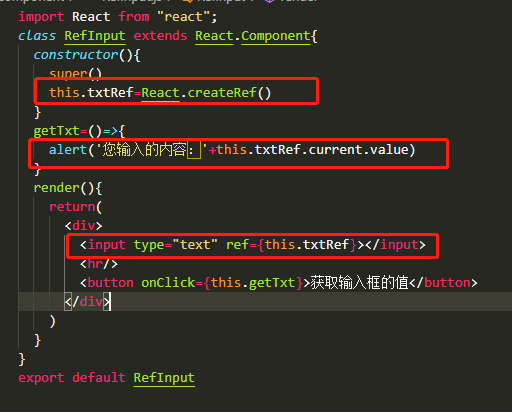 import React from "react";
class RefInput extends React.Component{
constructor(){
super()
this.txtRef=React.createRef()
}
getTxt=()=>{
alert('您输入的内容：'+this.txtRef.current.value)
}
render(){
return(
<div>
<input type="text" ref={this.txtRef}></input>
<hr/>
<button onClick={this.getTxt}>获取输入框的值</button>
</div>
)
}
}
export default RefInput